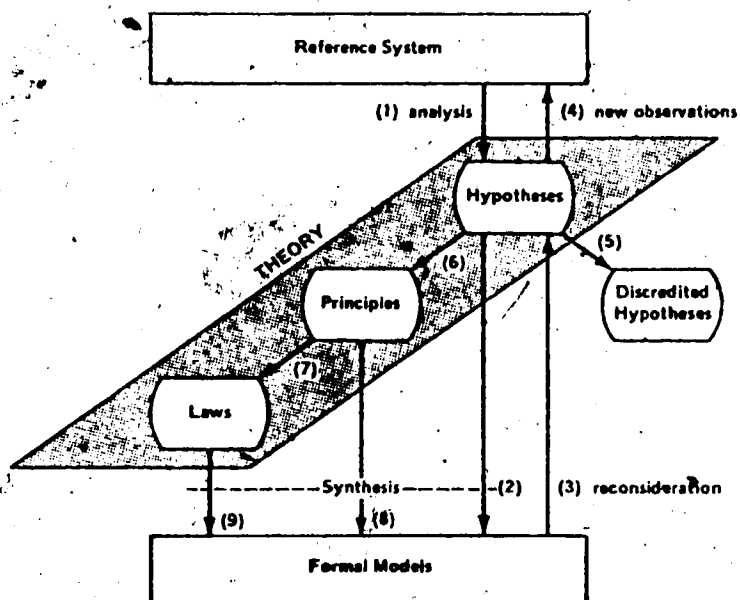 Reference System
(1) analysis
(4) new observations
Hypotheses
(5)
THEORY
(6)
Principles
Discredited
Hypotheses
(7)
Laws
Synthesis
(2)
(3) reconsideration
(9)
(8)
Formal Models